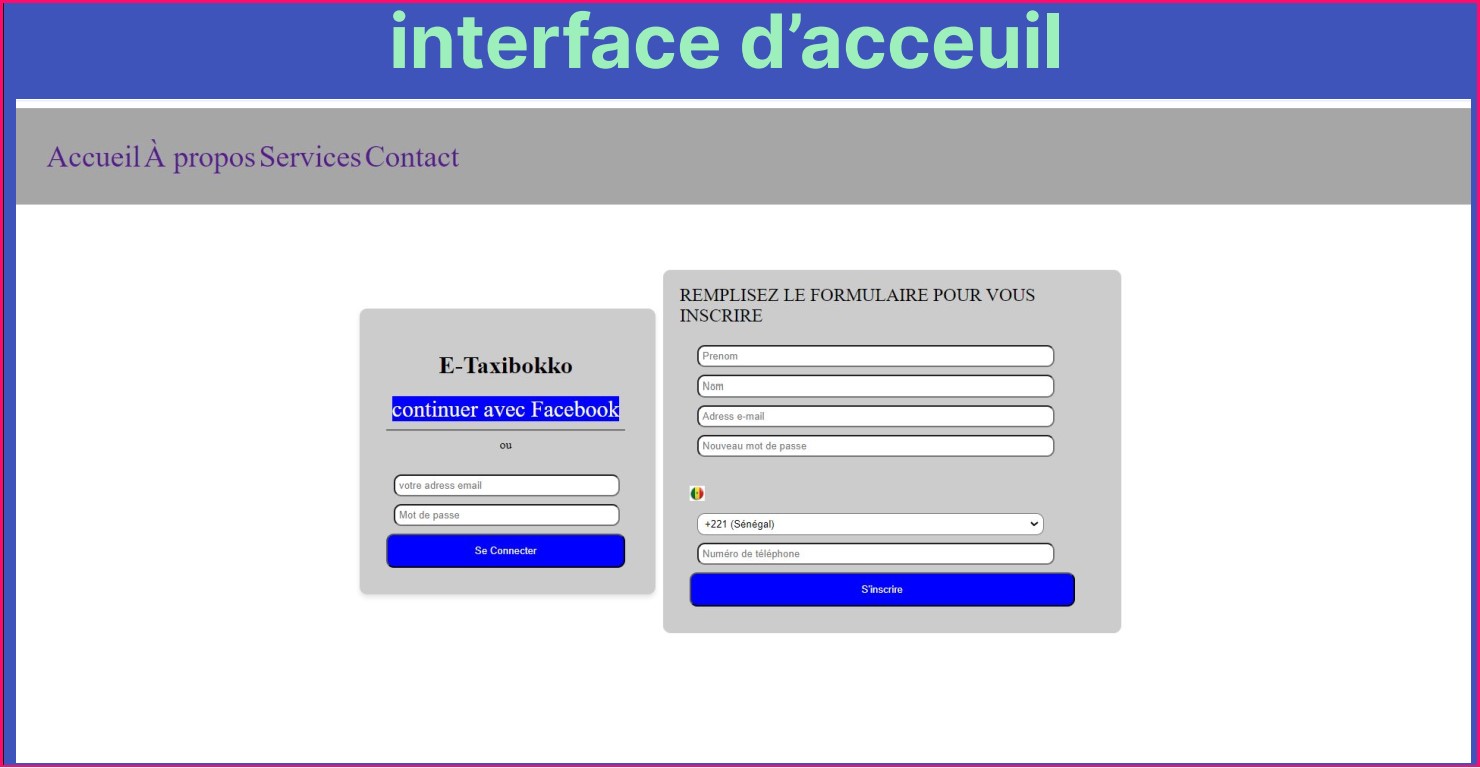 interface d’acceuil
Accueil À propos Services Contact
E-Taxibokko
continuer avec Facebook
ou
votre adress email
Mot de passe
Se Connecter
REMPLISEZ LE FORMULAIRE POUR VOUS
INSCRIRE
Prenom
Nom
Adress e-mail
Nouveau mot de passe
+221 (Sénégal)
Numéro de téléphone
S'inscrire